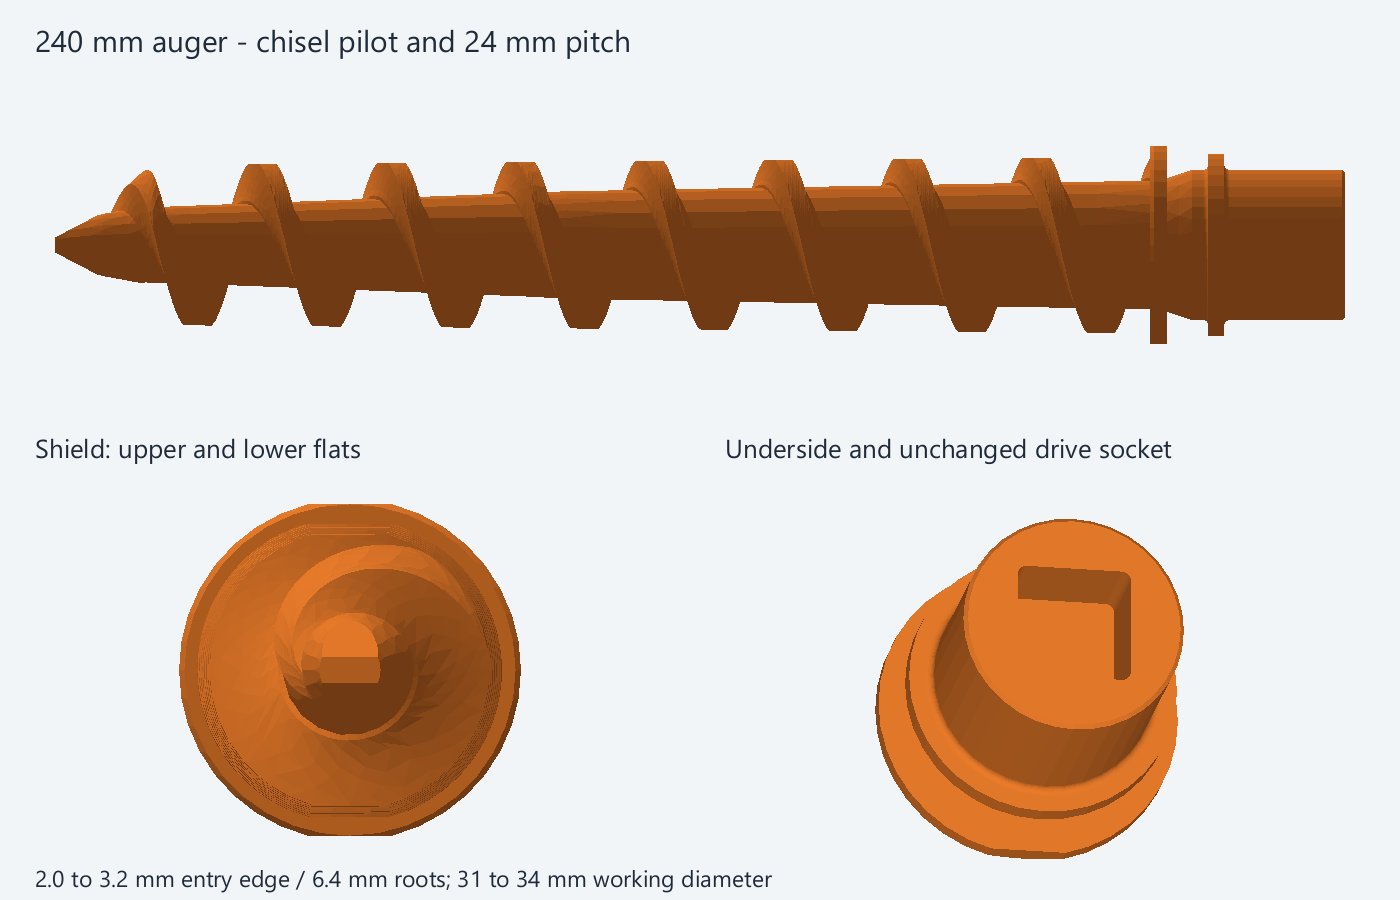 240 mm auger - chisel pilot and 24 mm pitch
Shield: upper and lower flats
Underside and unchanged drive socket
2.0 to 3.2 mm entry edge / 6.4 mm roots; 31 to 34 mm working diameter